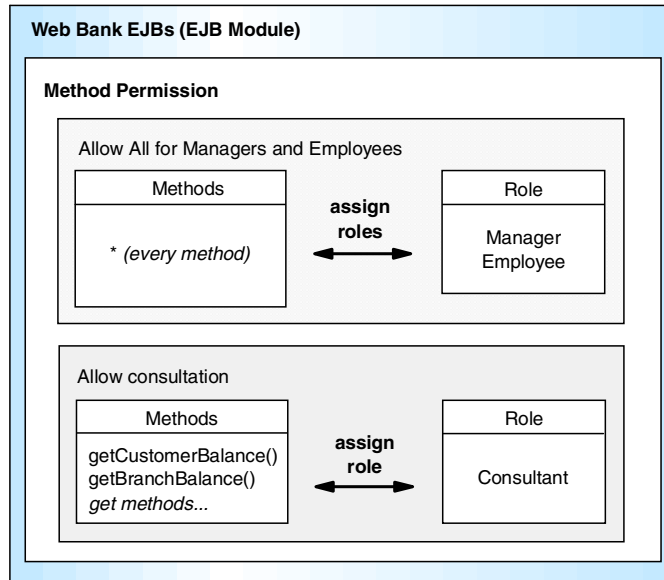 Web Bank EJBs (EJB Module)
Method Permission
Allow All for Managers and Employees
Methods
* (every method)
assign
roles
Role
Manager
Employee
Allow consultation
Methods
getCustomerBalance()
getBranchBalance()
get methods...
assign
role
Role
Consultant